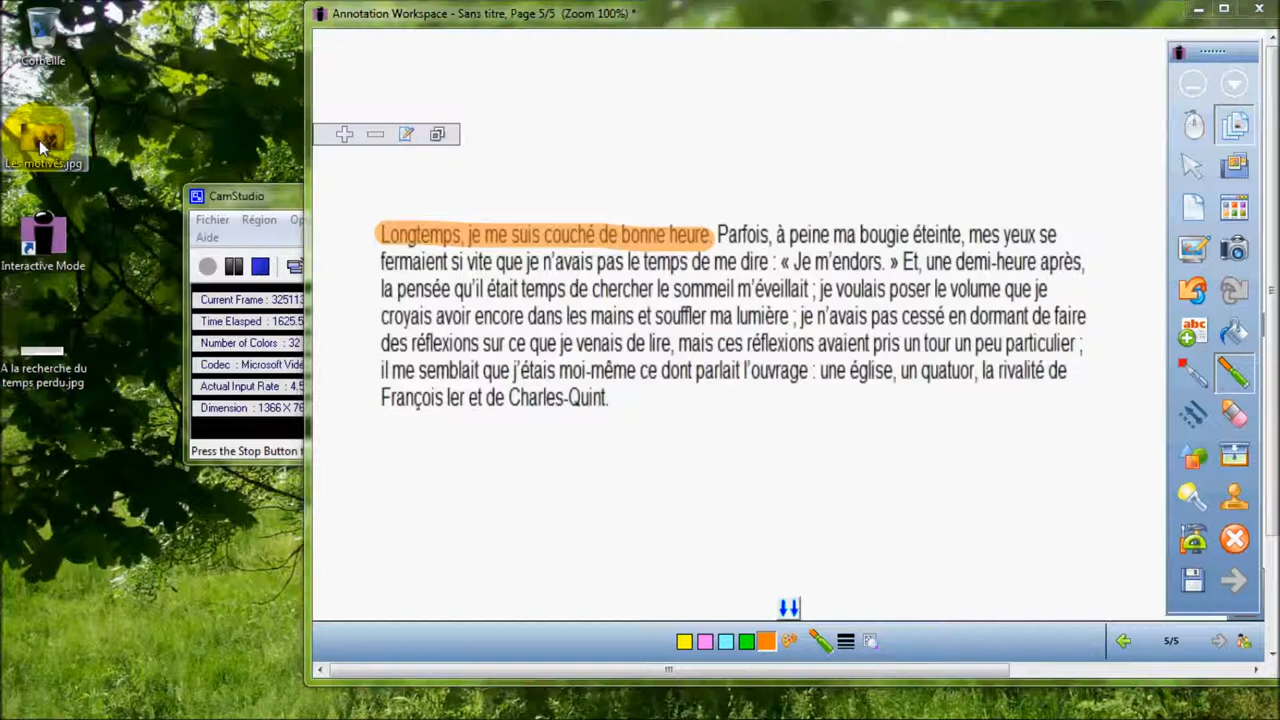 Annotation Workspace - Sans titre, Page 5/5 (Zoom 100%) *
Corbeille
Les motivés.jpg
Interactive Mode
A la recherche du
temps perdu.jpg
CamStudio
Fichier Région
Aide
Current Frame : 325113
Time Elasped : 1625.5
Number of Colors : 32
Codec : Microsoft Vide
Actual Input Rate : 4.5
Dimension : 1366 X 76
Press the Stop Button
Longtemps, je me suis couché de bonne heure. Parfois, à peine ma bougie éteinte, mes yeux se
fermaient si vite que je n’avais pas le temps de me dire : « Je m’endors. » Et, une demi-heure après,
la pensée qu’il était temps de chercher le sommeil m’éveillait ; je voulais poser le volume que je
croyais avoir encore dans les mains et souffler ma lumière ; je n’avais pas cessé en dormant de faire
des réflexions sur ce que je venais de lire, mais ces réflexions avaient pris un tour un peu particulier ;
il me semblait que j’étais moi-même ce dont parlait l’ouvrage : une église, un quatuor, la rivalité de
François Ier et de Charles-Quint.
abc
5/5